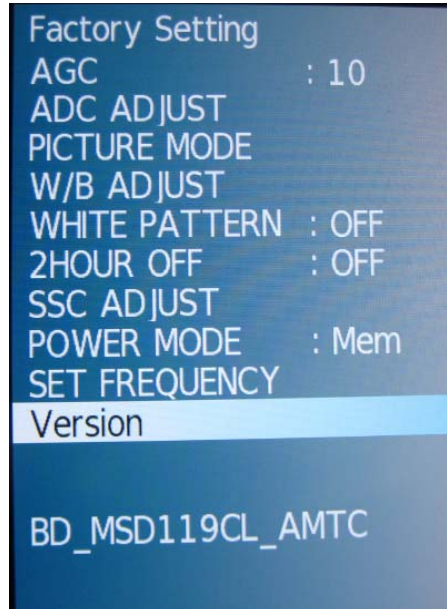 Factory Setting
AGC : 10
ADC ADJUST
PICTURE MODE
W/B ADJUST
WHITE PATTERN : OFF
2HOUR OFF : OFF
SSC ADJUST
POWER MODE : Mem
SET FREQUENCY
Version
BD_MSD119CL_AMTC